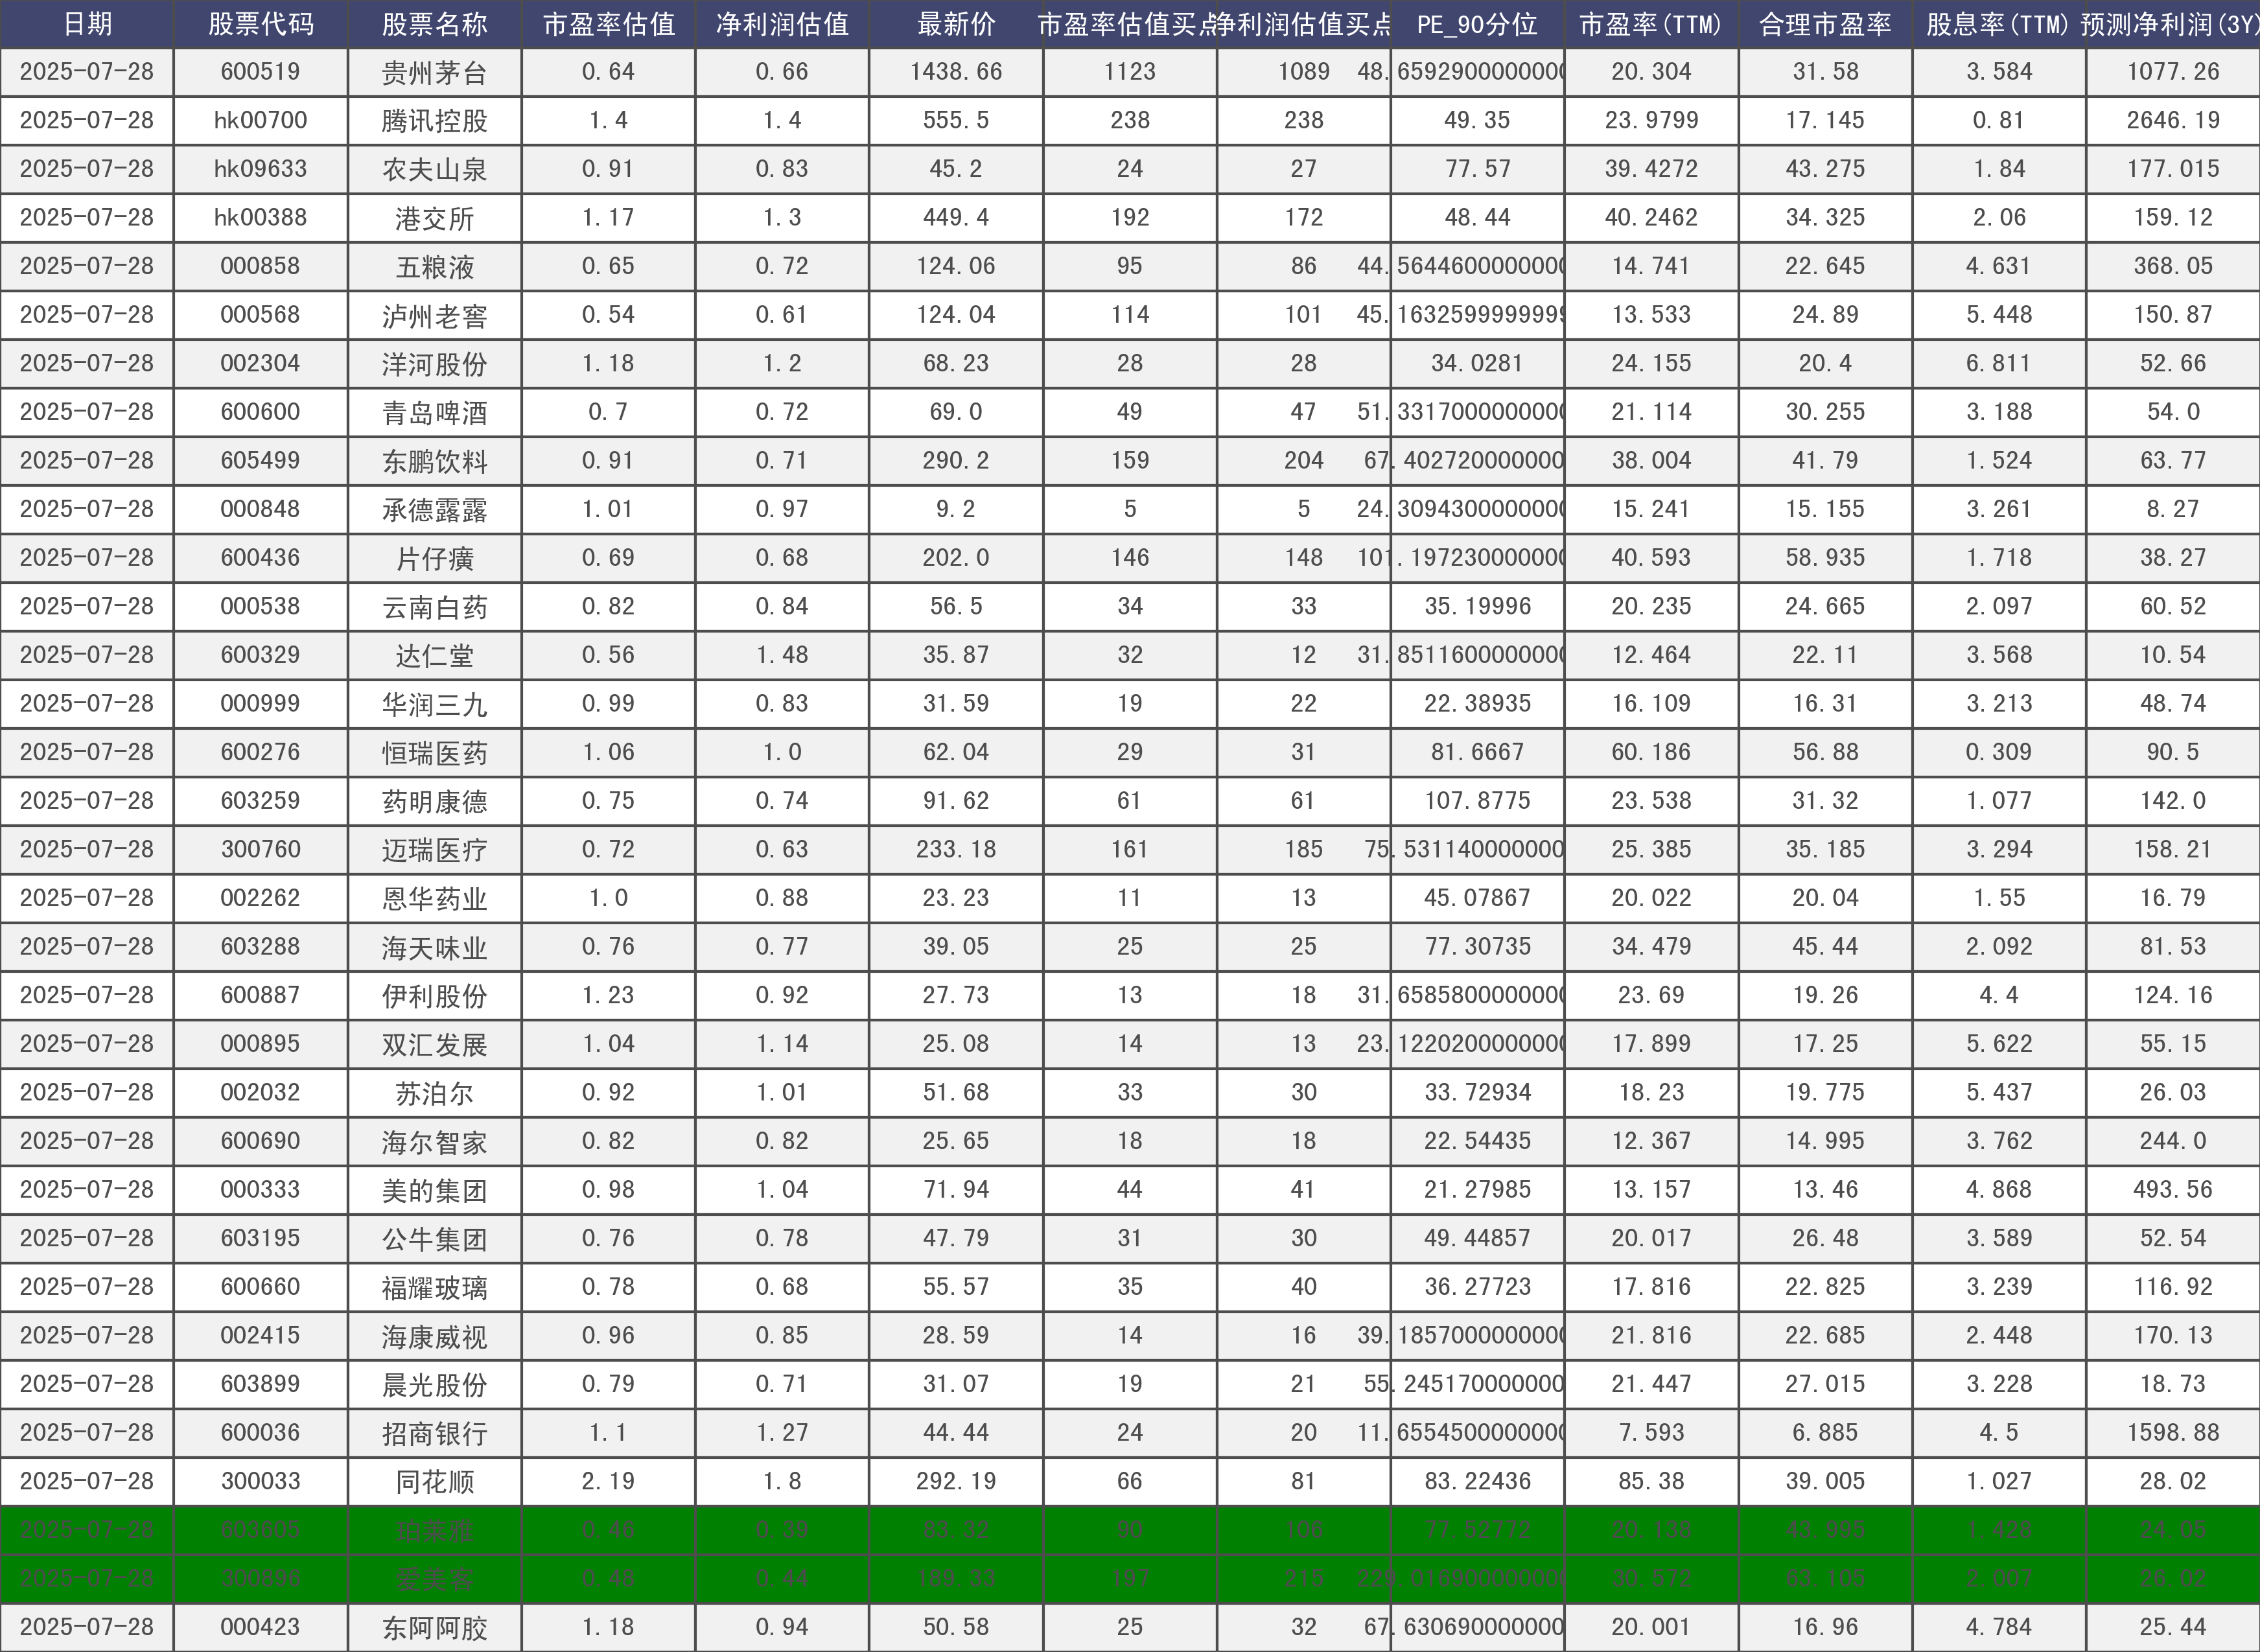 日期 股票代码 股票名称 市盈率估值 净利润估值 最新价 市盈率估值买点 净利润估值买点 PE_90分位 市盈率(TTM) 合理市盈率 股息率(TTM) 预测净利润(3Y)
2025-07-28 600519 贵州茅台 0.64 0.66 1438.66 1123 1089 48.6592900000000 20.304 31.58 3.584 1077.26
2025-07-28 hk00700 腾讯控股 1.4 1.4 555.5 238 238 49.35 23.9799 17.145 0.81 2646.19
2025-07-28 hk09633 农夫山泉 0.91 0.83 45.2 24 27 77.57 39.4272 43.275 1.84 177.015
2025-07-28 hk00388 港交所 1.17 1.3 449.4 192 172 48.44 40.2462 34.325 2.06 159.12
2025-07-28 000858 五粮液 0.65 0.72 124.06 95 86 44.5644600000000 14.741 22.645 4.631 368.05
2025-07-28 000568 泸州老窖 0.54 0.61 124.04 114 101 45.1632599999999 13.533 24.89 5.448 150.87
2025-07-28 002304 洋河股份 1.18 1.2 68.23 28 28 34.0281 24.155 20.4 6.811 52.66
2025-07-28 600600 青岛啤酒 0.7 0.72 69.0 49 47 51.3317000000000 21.114 30.255 3.188 54.0
2025-07-28 605499 东鹏饮料 0.91 0.71 290.2 159 204 67.402720000000 38.004 41.79 1.524 63.77
2025-07-28 000848 承德露露 1.01 0.97 9.2 5 5 24.3094300000000 15.241 15.155 3.261 8.27
2025-07-28 600436 片仔癀 0.69 0.68 202.0 146 148 101.197230000000 40.593 58.935 1.718 38.27
2025-07-28 000538 云南白药 0.82 0.84 56.5 34 33 35.19996 20.235 24.665 2.097 60.52
2025-07-28 600329 达仁堂 0.56 1.48 35.87 32 12 31.8511600000000 12.464 22.11 3.568 10.54
2025-07-28 000999 华润三九 0.99 0.83 31.59 19 22 22.38935 16.109 16.31 3.213 48.74
2025-07-28 600276 恒瑞医药 1.06 1.0 62.04 29 31 81.6667 60.186 56.88 0.309 90.5
2025-07-28 603259 药明康德 0.75 0.74 91.62 61 61 107.8775 23.538 31.32 1.077 142.0
2025-07-28 300760 迈瑞医疗 0.72 0.63 233.18 161 185 75.531140000000 25.385 35.185 3.294 158.21
2025-07-28 002262 恩华药业 1.0 0.88 23.23 11 13 45.07867 20.022 20.04 1.55 16.79
2025-07-28 603288 海天味业 0.76 0.77 39.05 25 25 77.30735 34.479 45.44 2.092 81.53
2025-07-28 600887 伊利股份 1.23 0.92 27.73 13 18 31.6585800000000 23.69 19.26 4.4 124.16
2025-07-28 000895 双汇发展 1.04 1.14 25.08 14 13 23.1220200000000 17.899 17.25 5.622 55.15
2025-07-28 002032 苏泊尔 0.92 1.01 51.68 33 30 33.72934 18.23 19.775 5.437 26.03
2025-07-28 600690 海尔智家 0.82 0.82 25.65 18 18 22.54435 12.367 14.995 3.762 244.0
2025-07-28 000333 美的集团 0.98 1.04 71.94 44 41 21.27985 13.157 13.46 4.868 493.56
2025-07-28 603195 公牛集团 0.76 0.78 47.79 31 30 49.44857 20.017 26.48 3.589 52.54
2025-07-28 600660 福耀玻璃 0.78 0.68 55.57 35 40 36.27723 17.816 22.825 3.239 116.92
2025-07-28 002415 海康威视 0.96 0.85 28.59 14 16 39.1857000000000 21.816 22.685 2.448 170.13
2025-07-28 603899 晨光股份 0.79 0.71 31.07 19 21 55.245170000000 21.447 27.015 3.228 18.73
2025-07-28 600036 招商银行 1.1 1.27 44.44 24 20 11.6554500000000 7.593 6.885 4.5 1598.88
2025-07-28 300033 同花顺 2.19 1.8 292.19 66 81 83.22436 85.38 39.005 1.027 28.02
2025-07-28 603605 珀莱雅 0.46 0.39 83.32 90 106 77.52772 20.138 43.995 1.428 24.05
2025-07-28 300896 爱美客 0.48 0.44 189.33 197 215 229.016900000000 30.572 63.105 2.007 26.02
2025-07-28 000423 东阿阿胶 1.18 0.94 50.58 25 32 67.630690000000 20.001 16.96 4.784 25.44